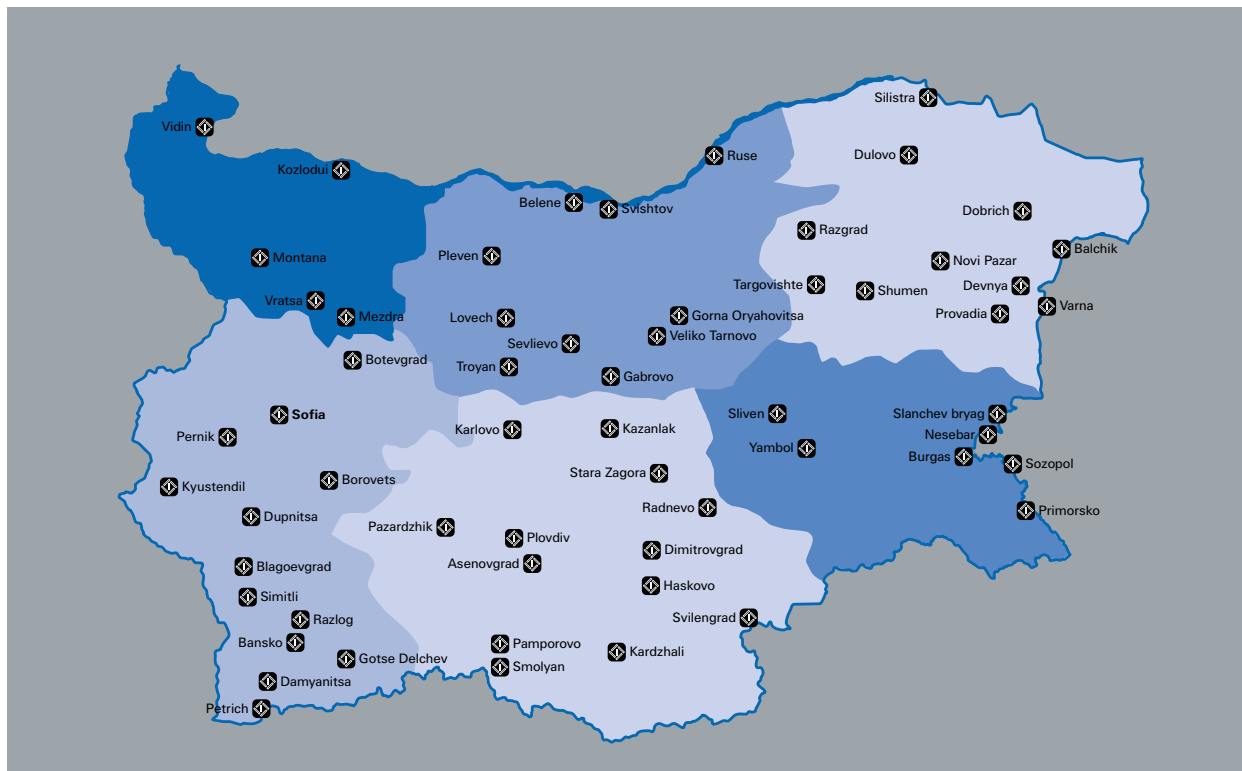 Silistra
Vidin
Ruse
Dulovo
Kozlodui
Belene
Svishtov
Dobrich
Razgrad
Balchik
Pleven
Montana
Novi Pazar
Targovishte
Devnya
Shumen
Vratsa
Varna
Mezdra
Lovech
Gorna Oryahovitsa
Provadia
Veliko Tarnovo
Sevlievo
Botevgrad
Troyan
Gabrovo
Sofia
Sliven
Slanchev bryag
Pernik
Karlovo
Kazanlak
Nesebar
Yambol
Burgas
Sozopol
Stara Zagora
Kyustendil
Borovets
Radnevo
Primorsko
Dupnitsa
Pazardzhik
Plovdiv
Dimitrovgrad
Asenovgrad
Blagoevgrad
Haskovo
Simitli
Razlog
Svilengrad
Bansko
Pamporovo
Kardzhali
Gotse Delchev
Smolyan
Damyanitsa
Petrich